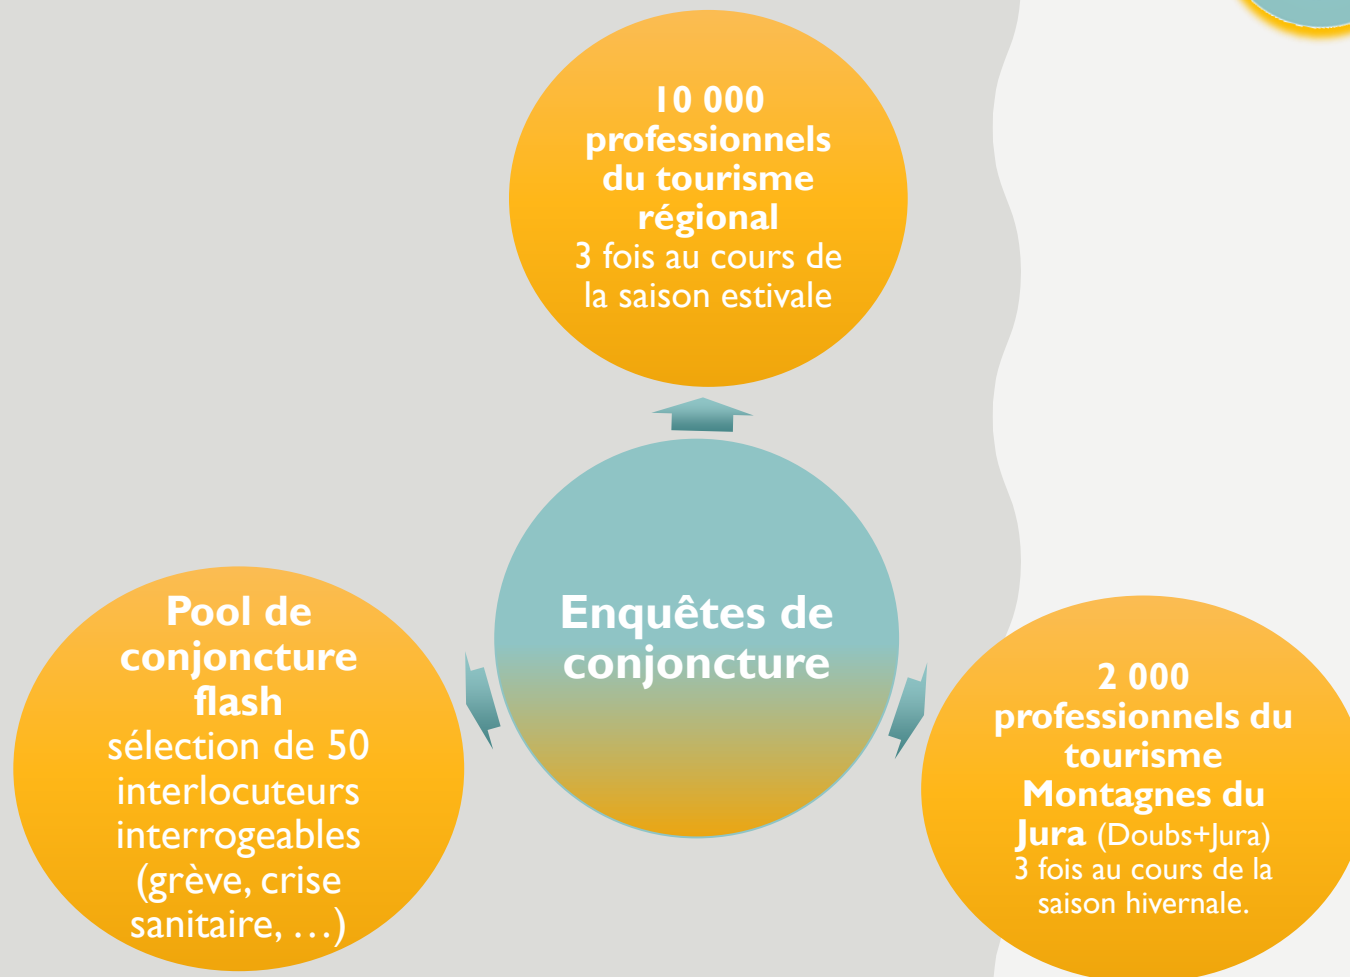 10 000
professionnels
du tourisme
régional
3 fois au cours de
la saison estivale
Enquêtes de
conjoncture
Pool de
conjoncture
flash
sélection de 50
interlocuteurs
interrogeables
(grève, crise
sanitaire, …)
2 000
professionnels du
tourisme
Montagnes du
Jura (Doubs+Jura)
3 fois au cours de la
saison hivernale.